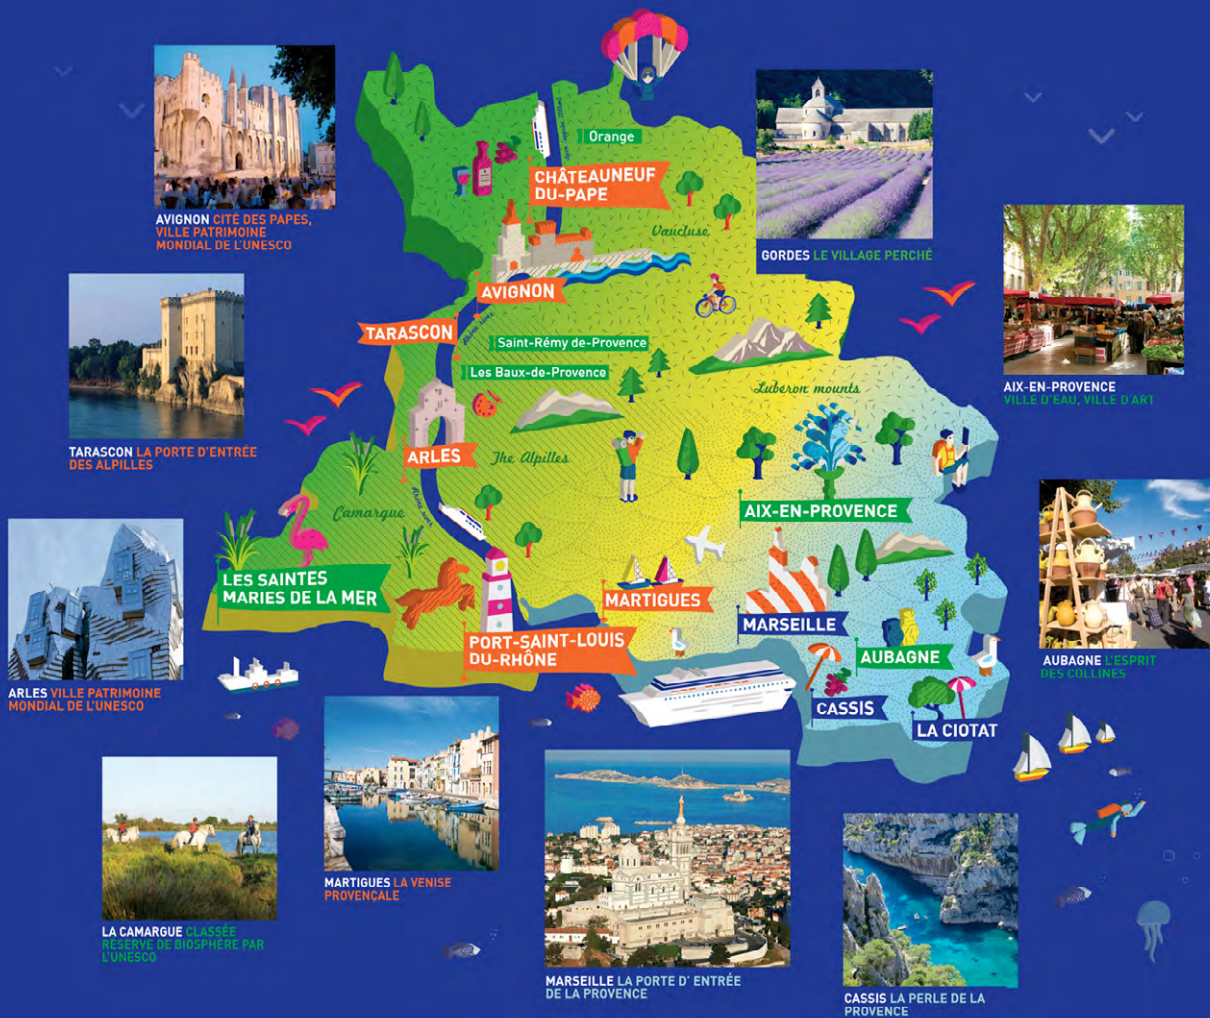 Orange
CHÂTEAUNEUF
DU-PAPE
AVIGNON CITÉ DES PAPES,
VILLE PATRIMOINE
MONDIAL DE L'UNESCO
Vaucluse
GORDES LE VILLAGE PERCHÉ
AVIGNON
TARASCON
Saint-Rémy de-Provence
Les Baux-de-Provence
Luberon mounts
AIX-EN-PROVENCE
VILLE D'EAU, VILLE D'ART
TARASCON LA PORTE D'ENTRÉE
DES ALPILLES
ARLES
The Alpilles
Camargue
AIX-EN-PROVENCE
LES SAINTES
MARIES DE LA MER
MARTIGUES
MARSEILLE
PORT-SAINT-LOUIS
DU-RHÔNE
AUBAGNE
AUBAGNE L'ESPRIT
DES COLLINES
ARLES VILLE PATRIMOINE
MONDIAL DE L'UNESCO
CASSIS
LA CIOTAT
MARTIGUES LA VENISE
PROVENÇALE
LA CAMARGUE CLASSÉE
RÉSERVE DE BIOSPHÈRE PAR
L'UNESCO
MARSEILLE LA PORTE D' ENTRÉE
DE LA PROVENCE
CASSIS LA PERLE DE LA
PROVENCE